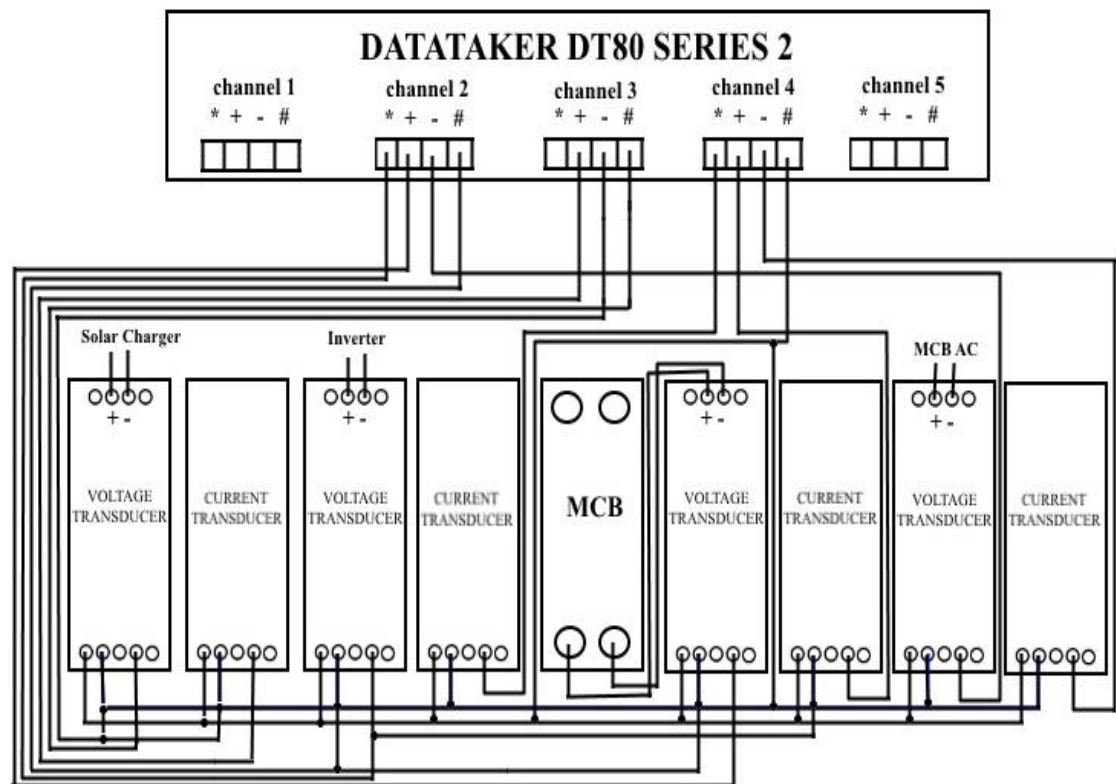 DATATAKER DT80 SERIES 2
channel 1 channel 2 channel 3 channel 4 channel 5
* + - # * + - # * + - # * + - # * + - #
Solar Charger Inverter MCB AC
+ - + - + - + -
VOLTAGE TRANSDUCER
CURRENT TRANSDUCER
VOLTAGE TRANSDUCER
CURRENT TRANSDUCER
MCB
VOLTAGE TRANSDUCER
CURRENT TRANSDUCER
VOLTAGE TRANSDUCER
CURRENT TRANSDUCER